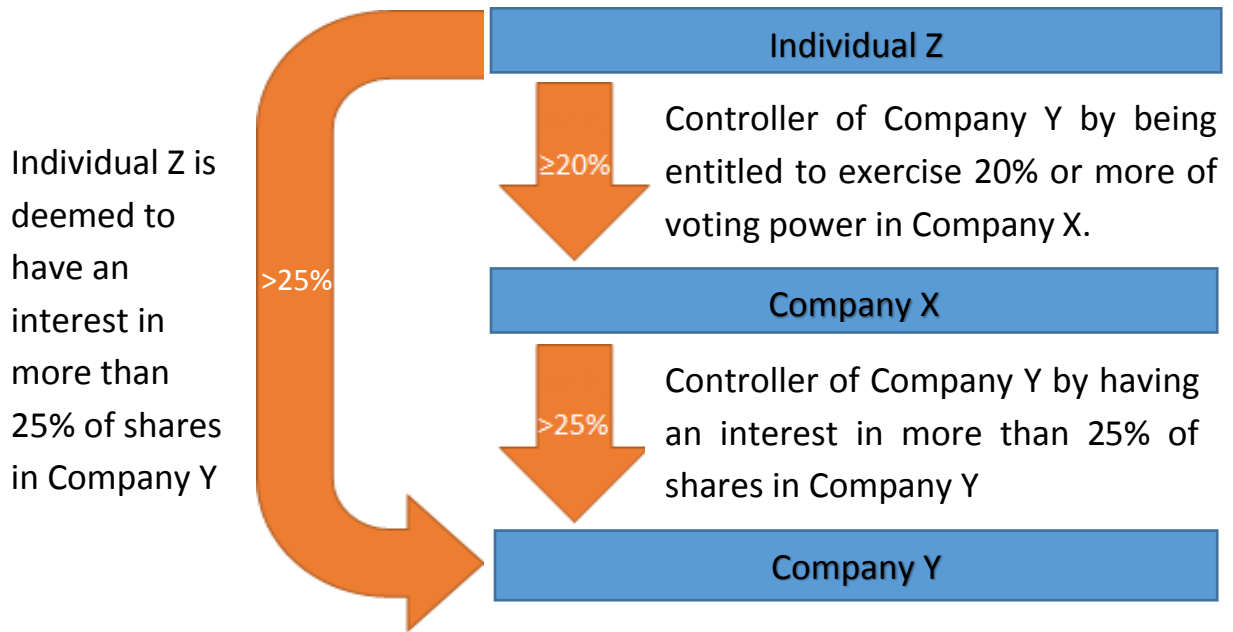 Individual Z
≥20%
Controller of Company Y by being
entitled to exercise 20% or more of
voting power in Company X.
Individual Z is
deemed to
have an
interest in
more than
25% of shares
in Company Y
>25%
Company X
>25%
Controller of Company Y by having
an interest in more than 25% of
shares in Company Y
Company Y